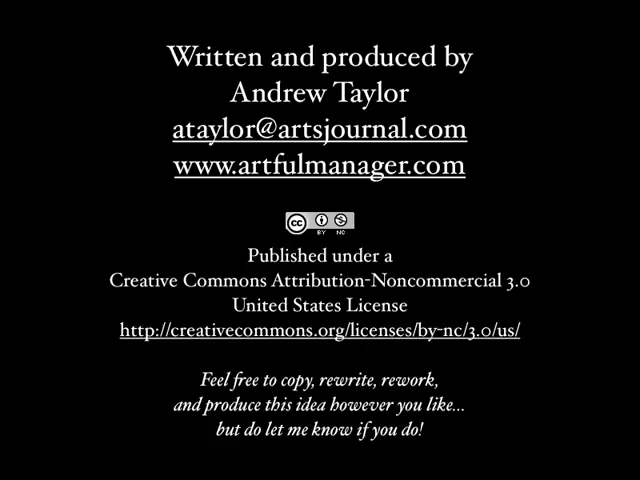 Written and produced by
Andrew Taylor
ataylor@artsjournal.com
www.artfulmanager.com
cc BY NC
Published under a
Creative Commons Attribution-Noncommercial 3.0
United States License
http://creativecommons.org/licenses/by-nc/3.0/us/
Feel free to copy, rewrite, rework,
and produce this idea however you like...
but do let me know if you do!